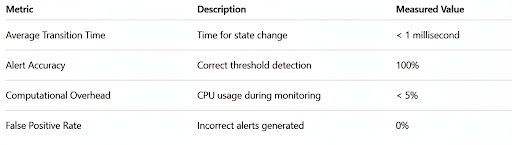 Metric Description Measured Value
Average Transition Time Time for state change < 1 millisecond
Alert Accuracy Correct threshold detection 100%
Computational Overhead CPU usage during monitoring < 5%
False Positive Rate Incorrect alerts generated 0%